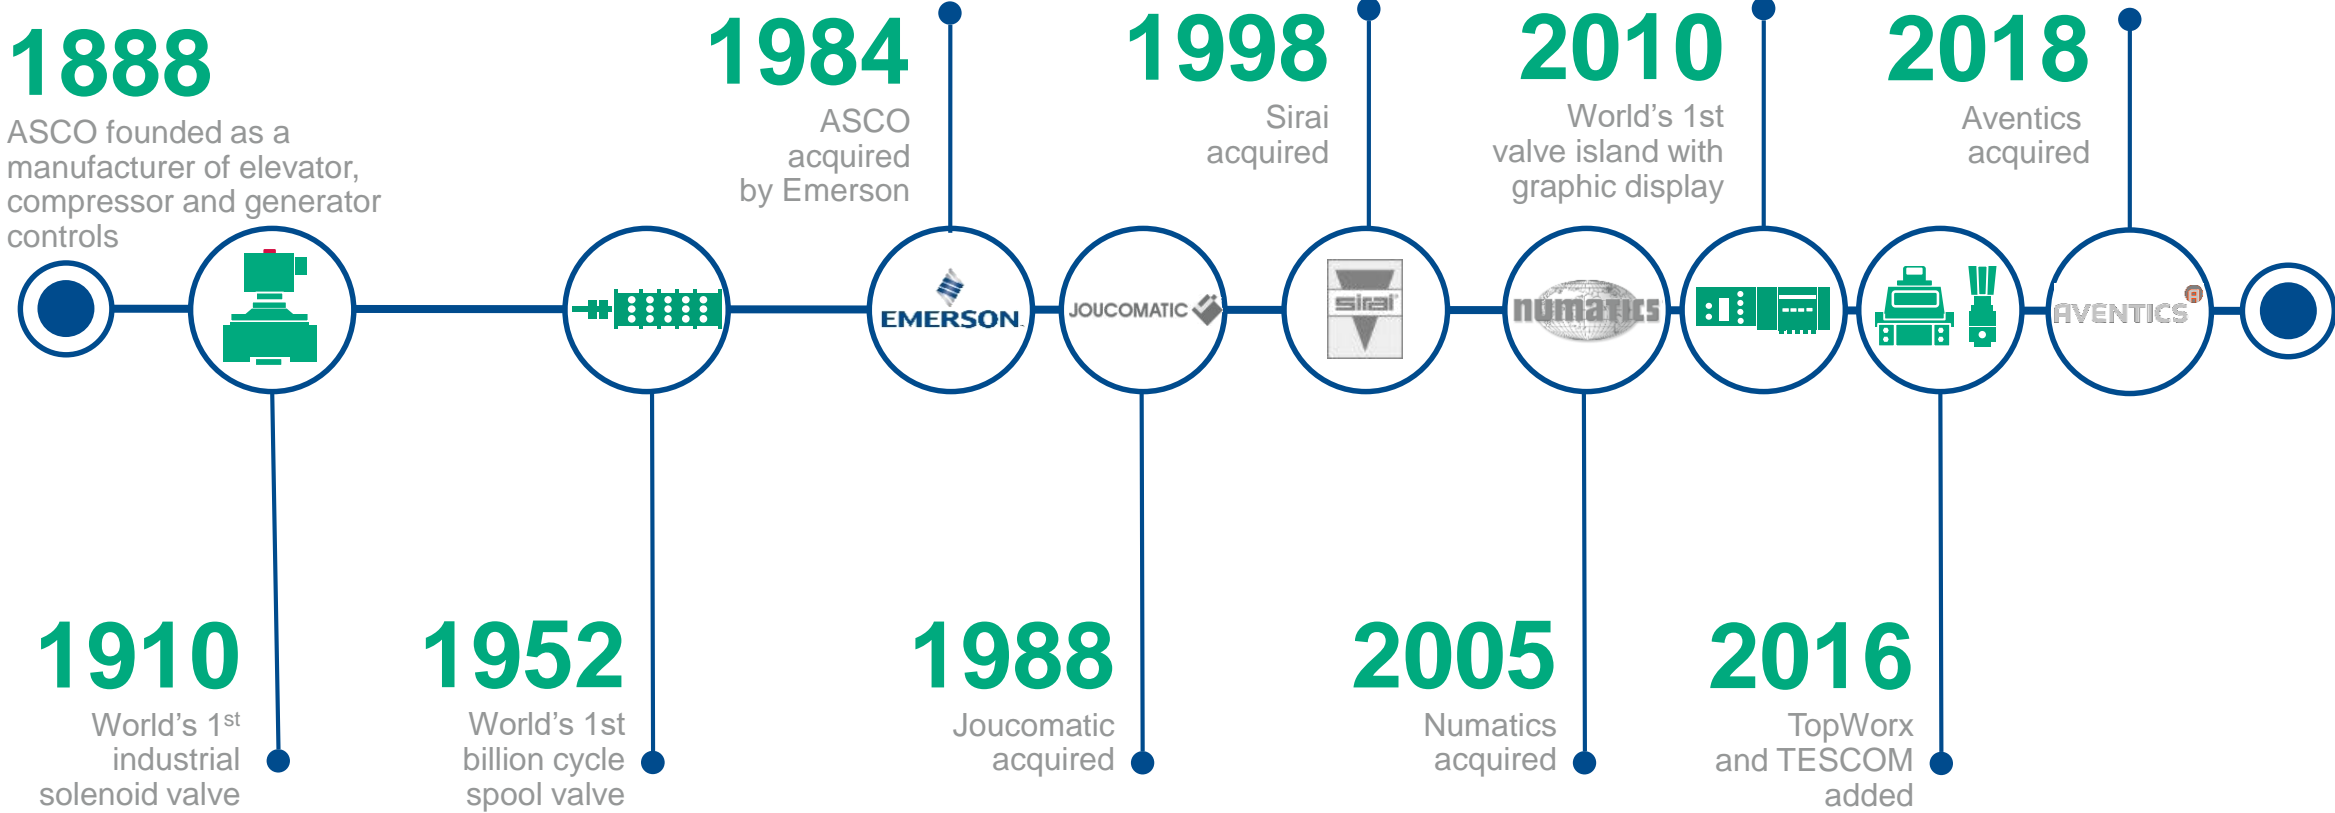 1888
ASCO founded as a
manufacturer of elevator,
compressor and generator
controls
1910
World's 1st
industrial
solenoid valve
1952
World's 1st
billion cycle
spool valve
1984
ASCO
acquired
by Emerson
EMERSON.
1988
Joucomatic
acquired
JOUCOMATIC
1998
Sirai
acquired
sirai
2005
Numatics
acquired
numatics
2010
World's 1st
valve island with
graphic display
2016
TopWorx
and TESCOM
added
2018
Aventics
acquired
AVENTICS